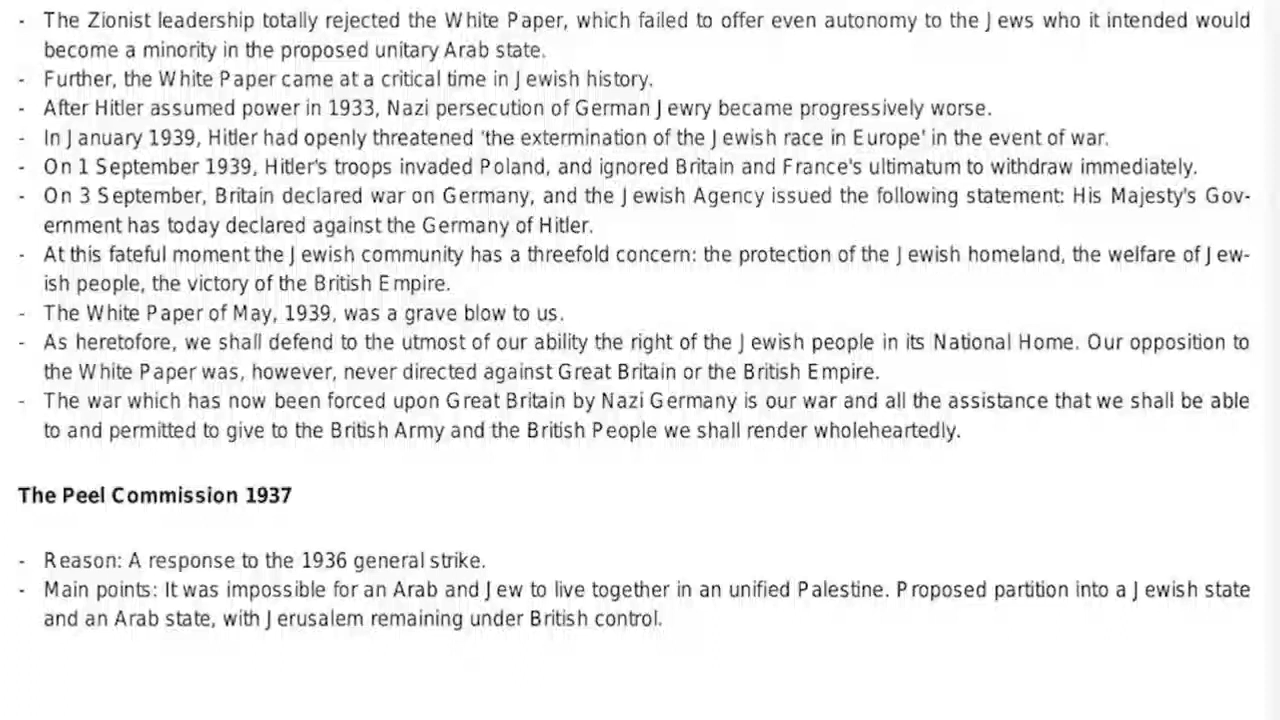 - The Zionist leadership totally rejected the White Paper, which failed to offer even autonomy to the Jews who it intended would
become a minority in the proposed unitary Arab state.
- Further, the White Paper came at a critical time in Jewish history.
- After Hitler assumed power in 1933, Nazi persecution of German Jewry became progressively worse.
- In January 1939, Hitler had openly threatened 'the extermination of the Jewish race in Europe' in the event of war.
- On 1 September 1939, Hitler's troops invaded Poland, and ignored Britain and France's ultimatum to withdraw immediately.
- On 3 September, Britain declared war on Germany, and the Jewish Agency issued the following statement: His Majesty's Gov-
ernment has today declared against the Germany of Hitler.
- At this fateful moment the Jewish community has a threefold concern: the protection of the Jewish homeland, the welfare of Jew-
ish people, the victory of the British Empire.
- The White Paper of May, 1939, was a grave blow to us.
- As heretofore, we shall defend to the utmost of our ability the right of the Jewish people in its National Home. Our opposition to
the White Paper was, however, never directed against Great Britain or the British Empire.
- The war which has now been forced upon Great Britain by Nazi Germany is our war and all the assistance that we shall be able
to and permitted to give to the British Army and the British People we shall render wholeheartedly.
The Peel Commission 1937
- Reason: A response to the 1936 general strike.
- Main points: It was impossible for an Arab and Jew to live together in an unified Palestine. Proposed partition into a Jewish state
and an Arab state, with Jerusalem remaining under British control.